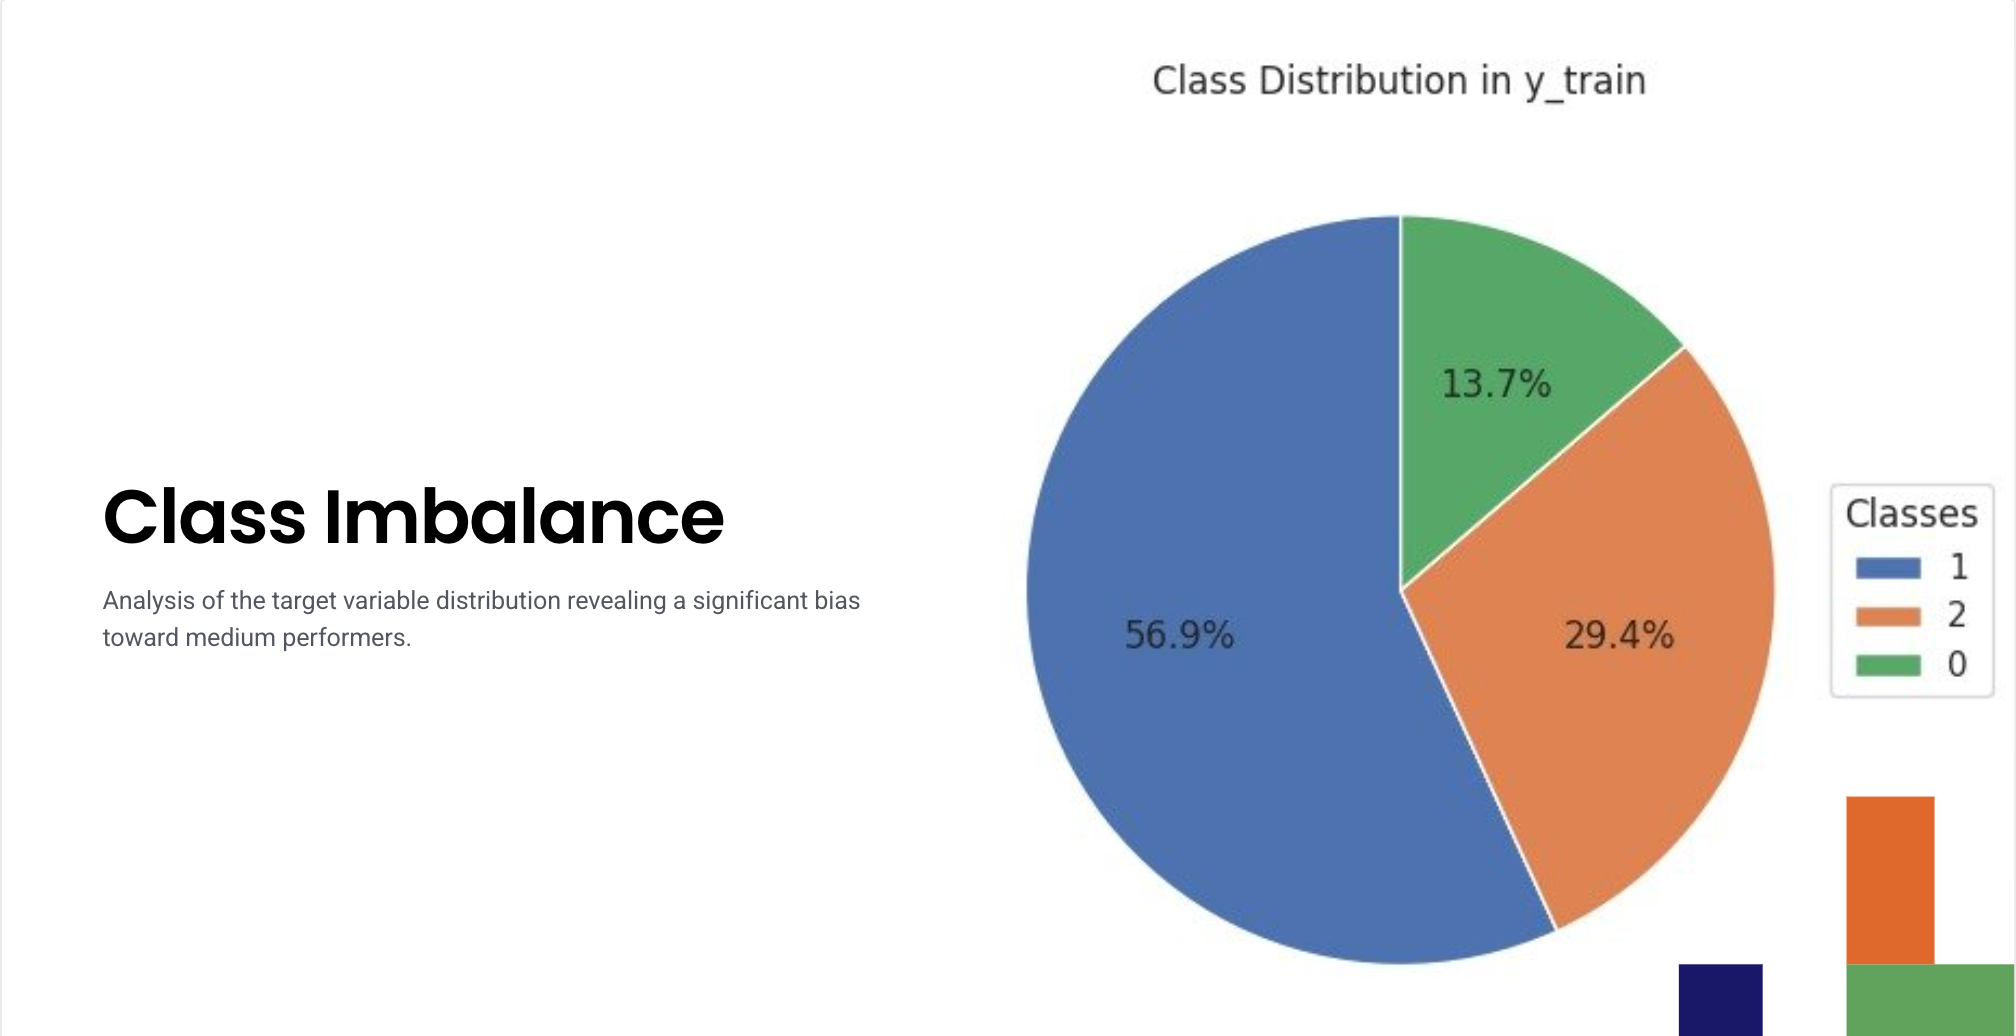 Class Distribution in y_train
Class Imbalance
Analysis of the target variable distribution revealing a significant bias
toward medium performers.
13.7%
56.9%
29.4%
Classes
1
2
0